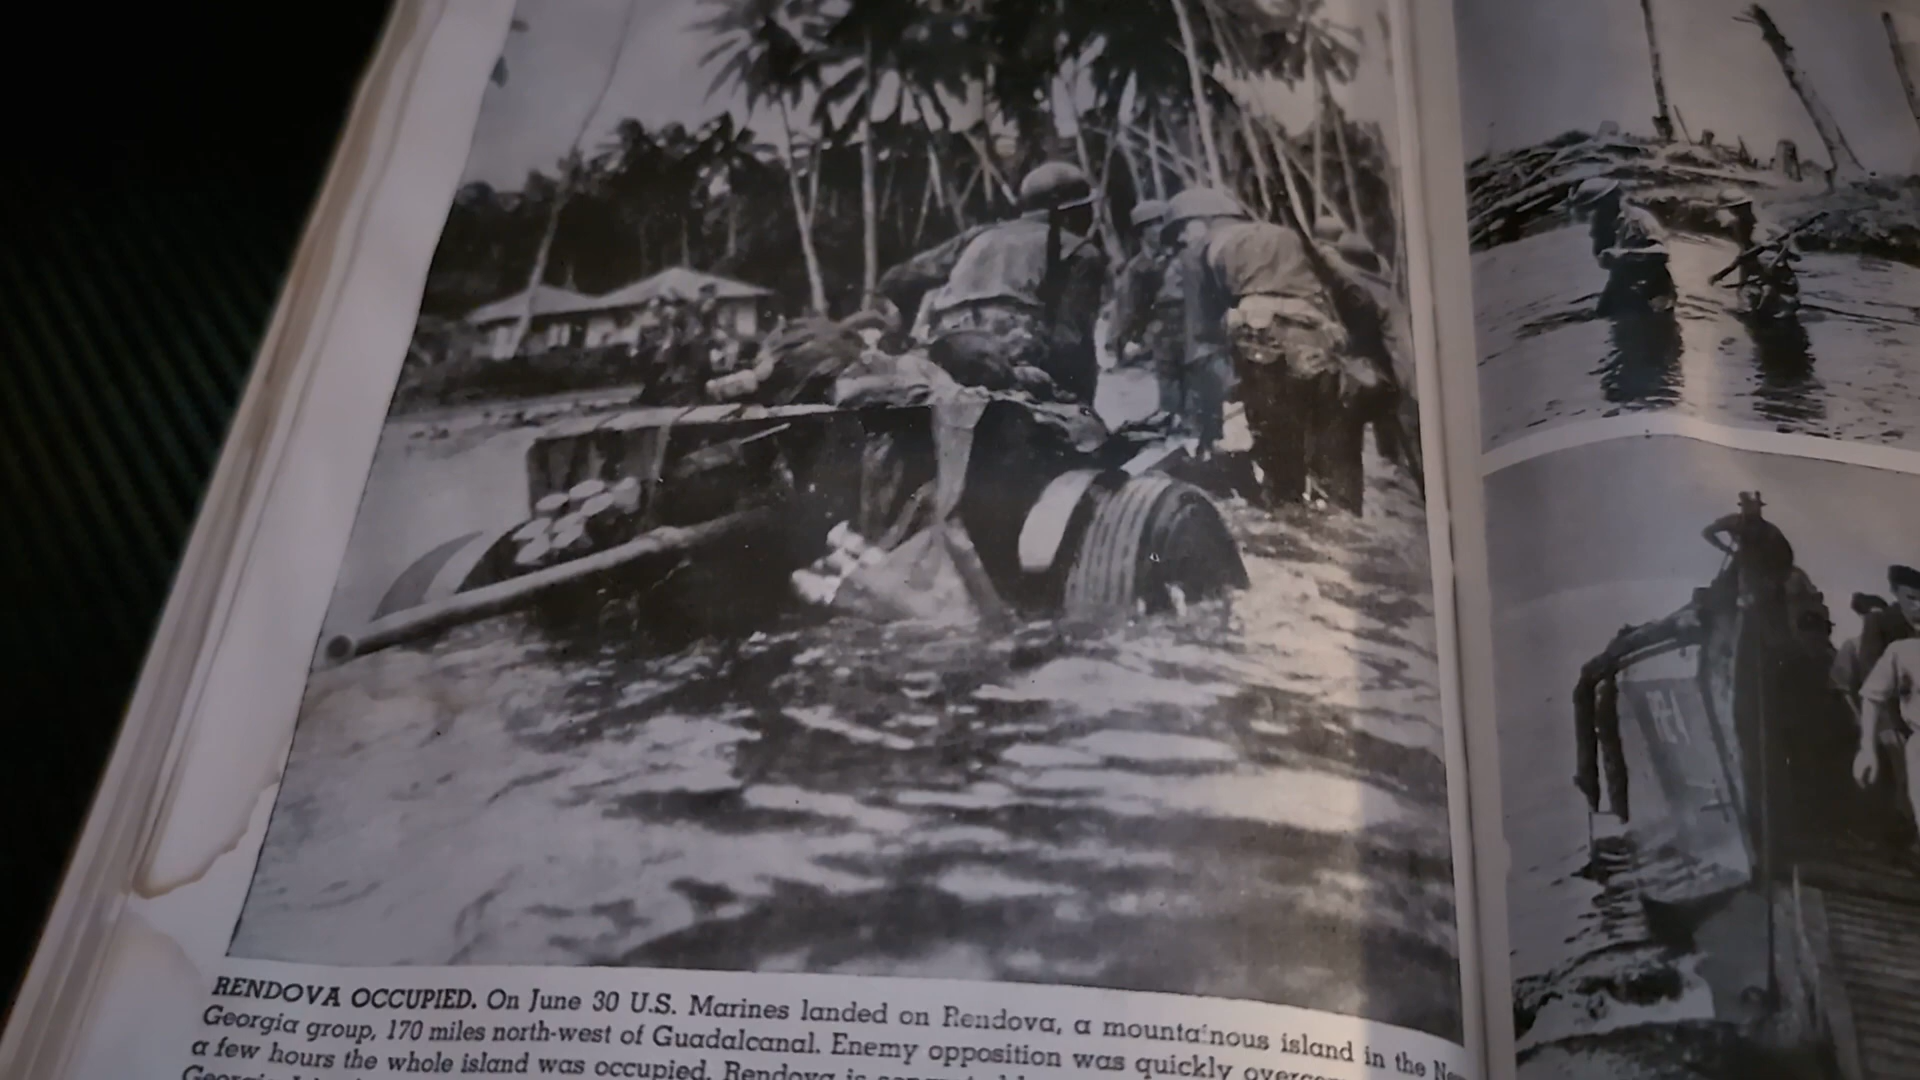 RENDOVA OCCUPIED. On June 30 U.S. Marines landed on Rendova, a mountainous island in the
Georgia group, 170 miles north-west of Guadalcanal. Enemy opposition was quickly
a few hours the whole island was occupied. Rendova is